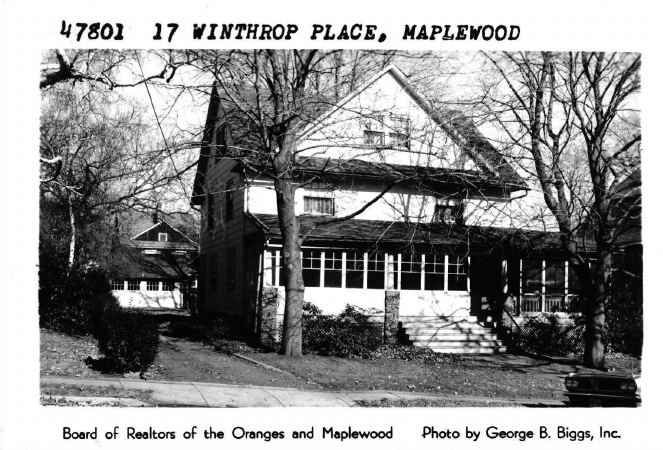 47801 17 WINTHROP PLACE, MAPLEWOOD
Board of Realtors of the Oranges and Maplewood Photo by George B. Biggs, Inc.